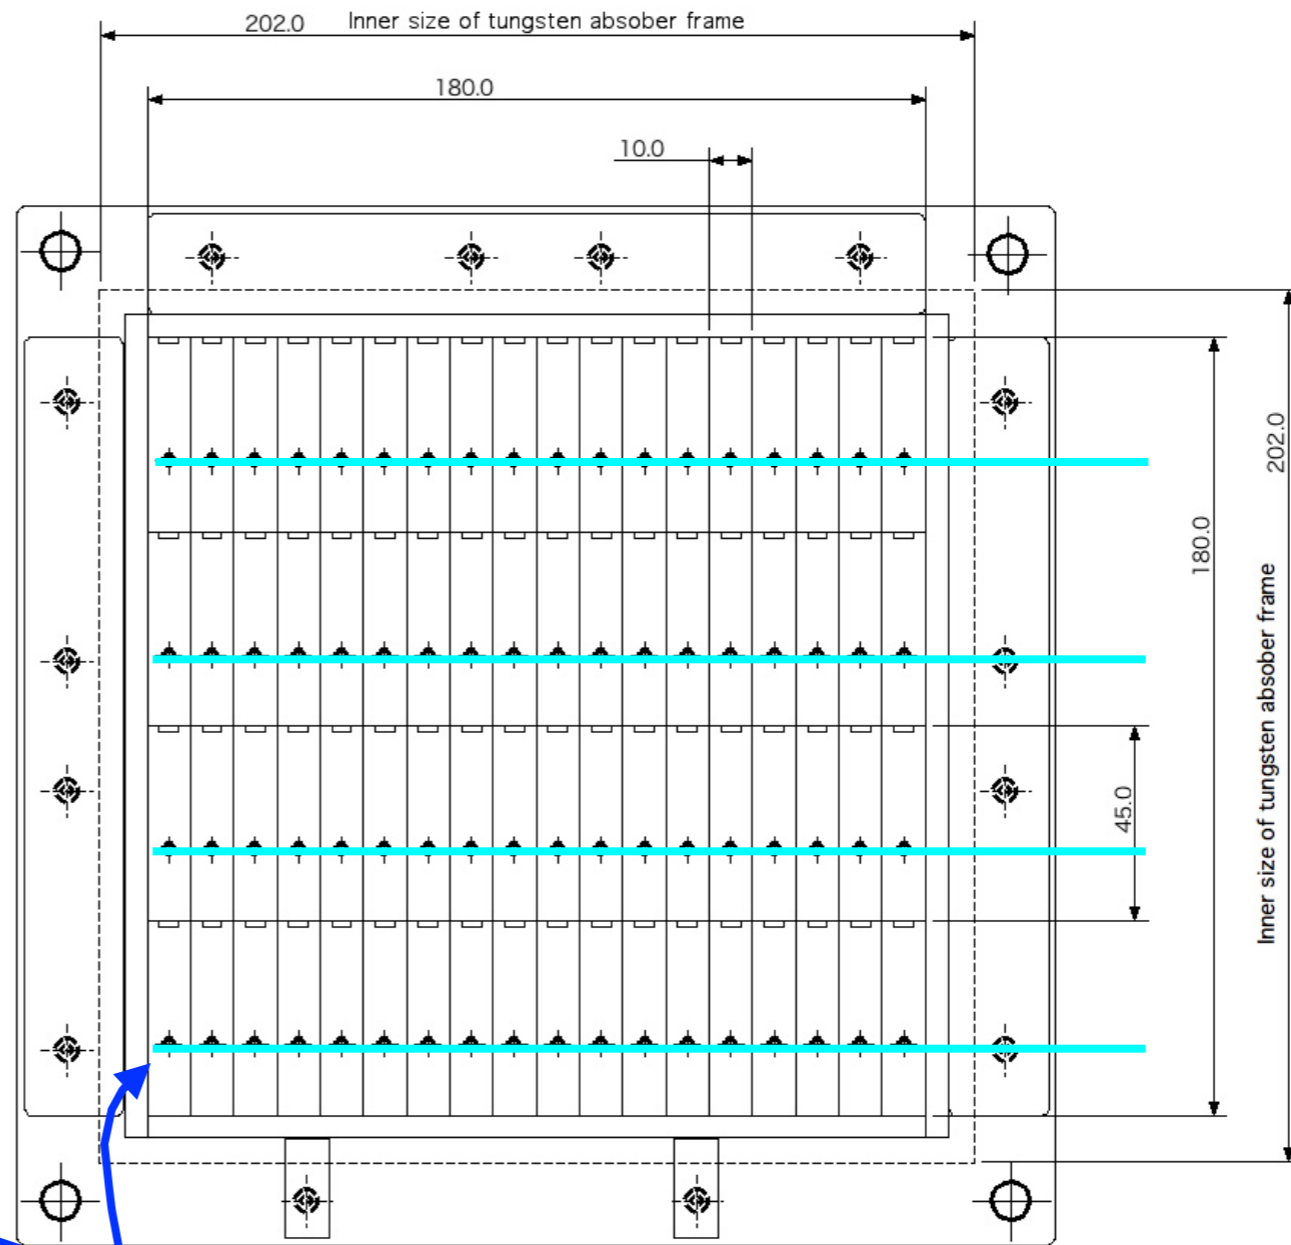 202.0 Inner size of tungsten absober frame
180.0
10.0
202.0
180.0
Inner size of tungsten absober frame
45.0